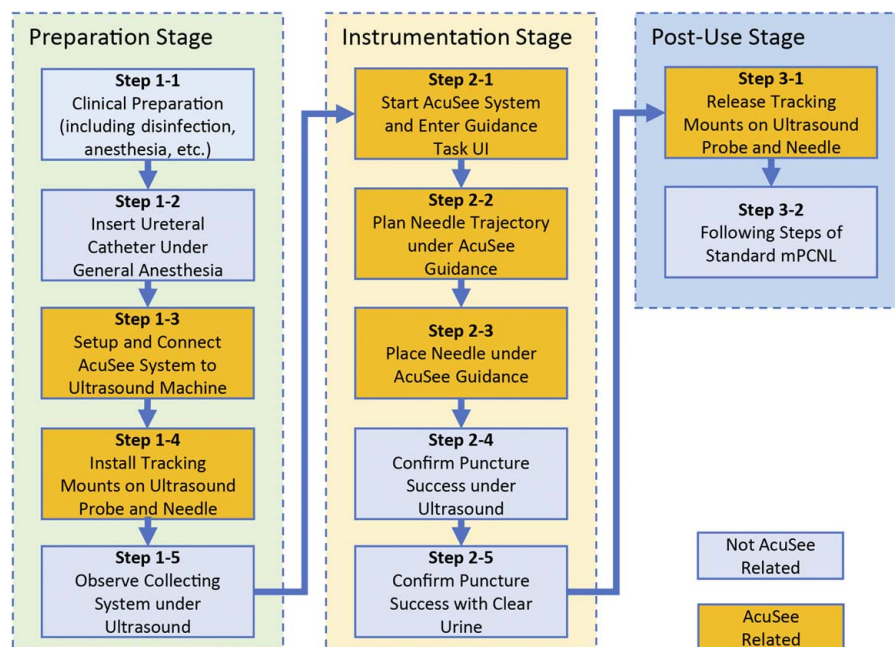 Preparation Stage
Step 1-1
Clinical Preparation
(including disinfection,
anesthesia, etc.)
Step 1-2
Insert Ureteral
Catheter Under
General Anesthesia
Step 1-3
Setup and Connect
AcuSee System to
Ultrasound Machine
Step 1-4
Install Tracking
Mounts on Ultrasound
Probe and Needle
Step 1-5
Observe Collecting
System under
Ultrasound
Instrumentation Stage
Step 2-1
Start AcuSee System
and Enter Guidance
Task UI
Step 2-2
Plan Needle Trajectory
under AcuSee
Guidance
Step 2-3
Place Needle under
AcuSee Guidance
Step 2-4
Confirm Puncture
Success under
Ultrasound
Step 2-5
Confirm Puncture
Success with Clear
Urine
Post-Use Stage
Step 3-1
Release Tracking
Mounts on Ultrasound
Probe and Needle
Step 3-2
Following Steps of
Standard mPCNL
Not AcuSee
Related
AcuSee
Related